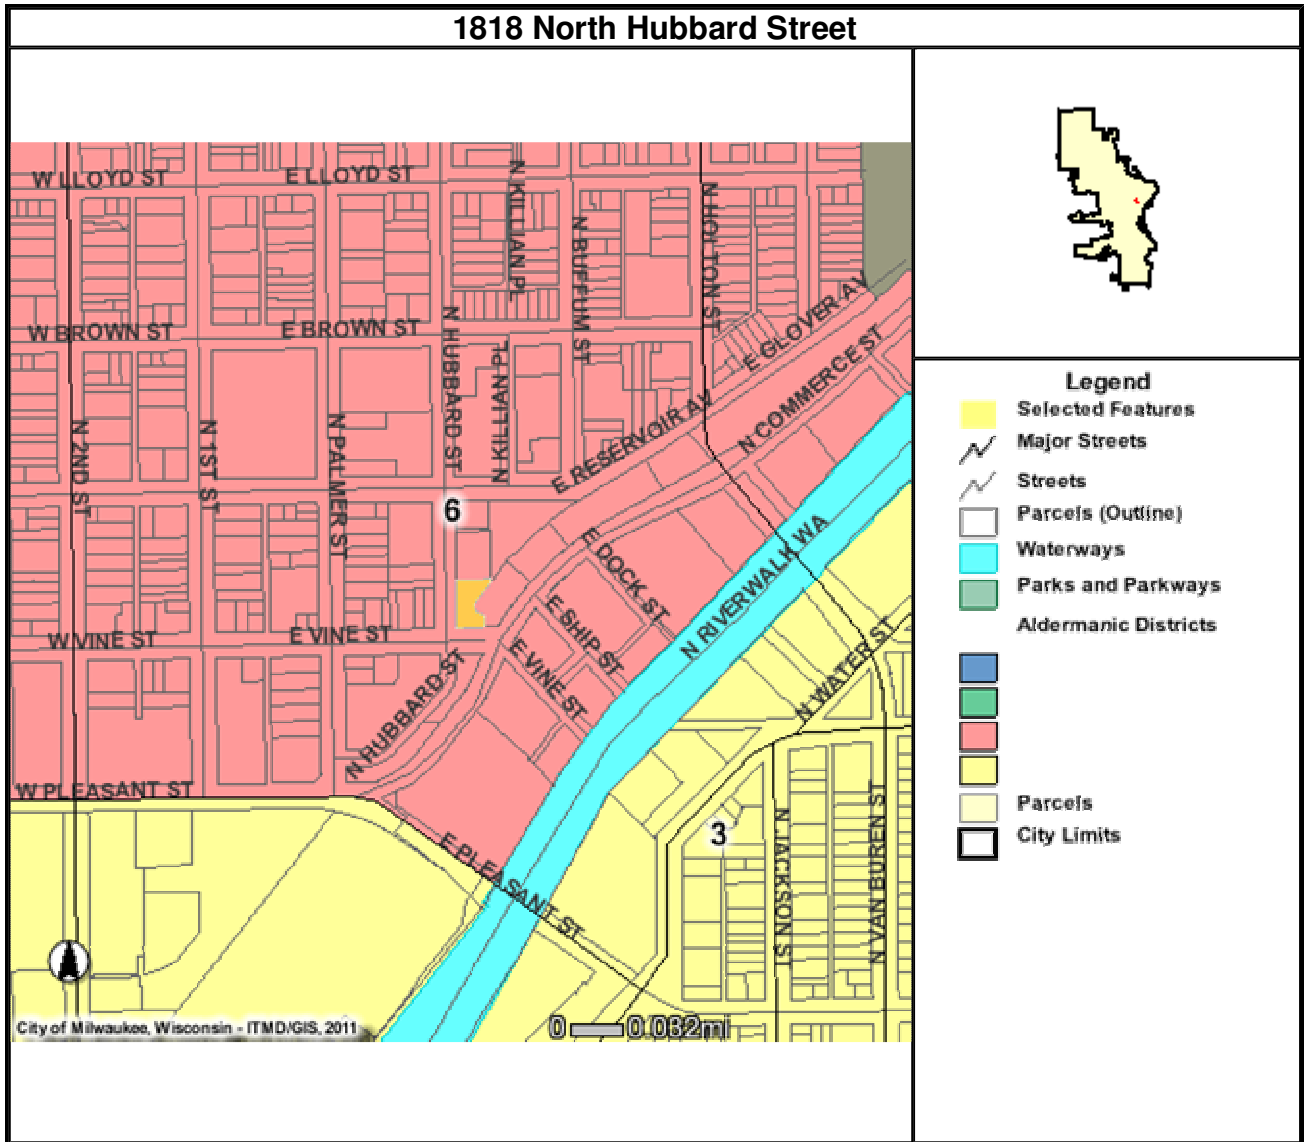 1818 North Hubbard Street
W LLOYD ST
E LLOYD ST
N KILLIAN PL
N BUFFUM ST
N HOLTON ST
W BROWN ST
E BROWN ST
N HUBBARD ST
N KILLIAN PL
E GLOVER AV
N COMMERCE ST
E RESERVOIR AV
N 2ND ST
N 1ST ST
N PALMER ST
6
E DOCK ST
N RIVERWALK WA
E SHIP ST
W VINE ST
E VINE ST
E VINE ST
N HUBBARD ST
N WATER ST
W PLEASANT ST
E PLEASANT ST
3
N JACKSON ST
N VAN BUREN ST
City of Milwaukee, Wisconsin - ITMD/GIS, 2011
0 0.032mi
Legend
Selected Features
Major Streets
Streets
Parcels (Outline)
Waterways
Parks and Parkways
Aldermanic Districts
Parcels
City Limits